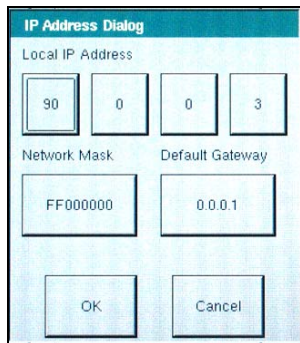 IP Address Dialog
Local IP Address
90 0 0 3
Network Mask Default Gateway
FF000000 0.0.0.1
OK Cancel